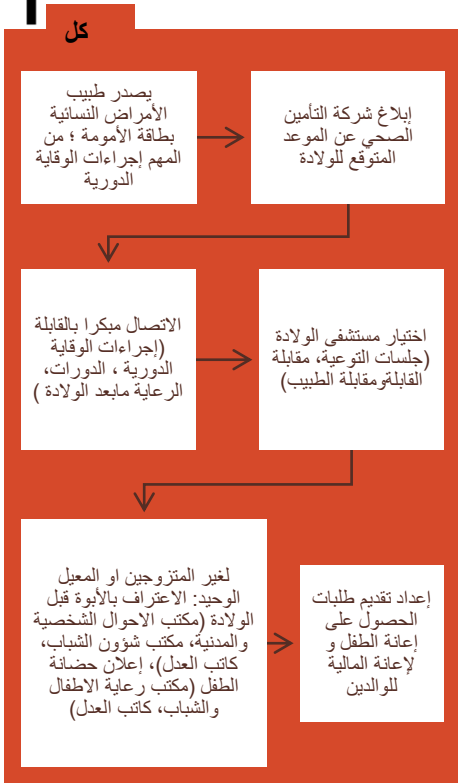 كل
يصدر طبيب
الأمراض النسائية
بطاقة الأمومة ؛ من
المهم إجراءات الوقاية
الدورية
إبلاغ شركة التأمين
الصحي عن الموعد
المتوقع للولادة
الاتصال مبكرا بالقابلة
(إجراءات الوقاية
الدورية ، الدورات،
الرعاية مابعد الولادة )
اختيار مستشفى الولادة
(جلسات التوعية، مقابلة
القابلةومقابلة الطبيب)
لغير المتزوجين او المعيل
الوحيد: الاعتراف بالأبوة قبل
الولادة (مكتب الاحوال الشخصية
والمدنية، مكتب شؤون الشباب،
كاتب العدل)، إعلان حضانة
الطفل (مكتب رعاية الاطفال
والشباب، كاتب العدل)
إعداد تقديم طلبات
الحصول على
إعانة الطفل و
لإعانة المالية
للوالدين